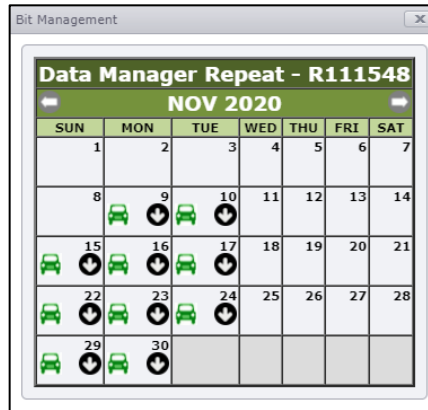 Bit Management
x
Data Manager Repeat - R111548
NOV 2020
SUN MON TUE WED THU FRI SAT
1 2 3 4 5 6 7
8 9 10 11 12 13 14
15 16 17 18 19 20 21
22 23 24 25 26 27 28
29 30